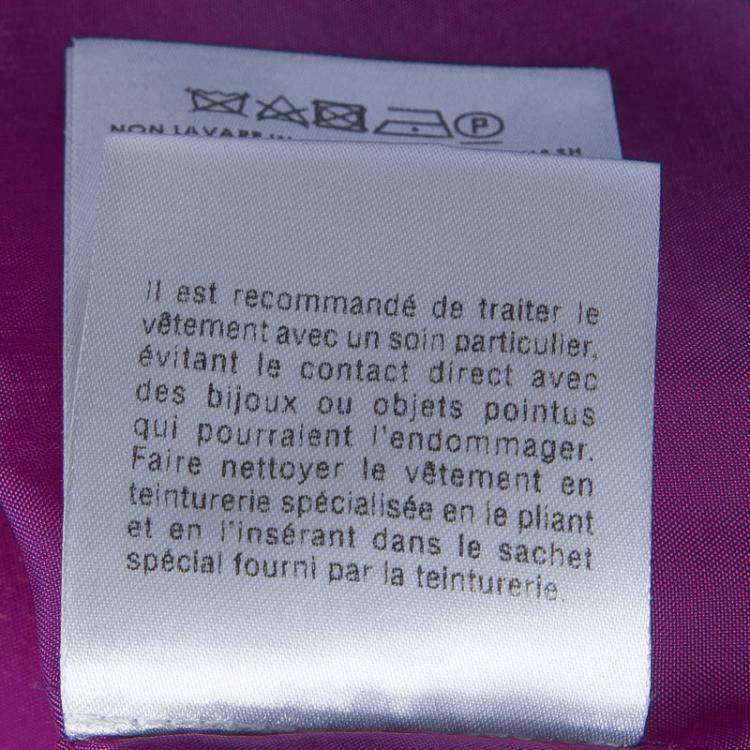 P
NON LAVARE
Il est recommandé de traiter le
vêtement avec un soin particulier,
évitant le contact direct avec
des bijoux ou objets pointus
qui pourraient l'endommager.
Faire nettoyer le vêtement en
teinturerie spécialisée en le pliant
et en l'insérant dans le sachet
spécial fourni par la teinturerie.